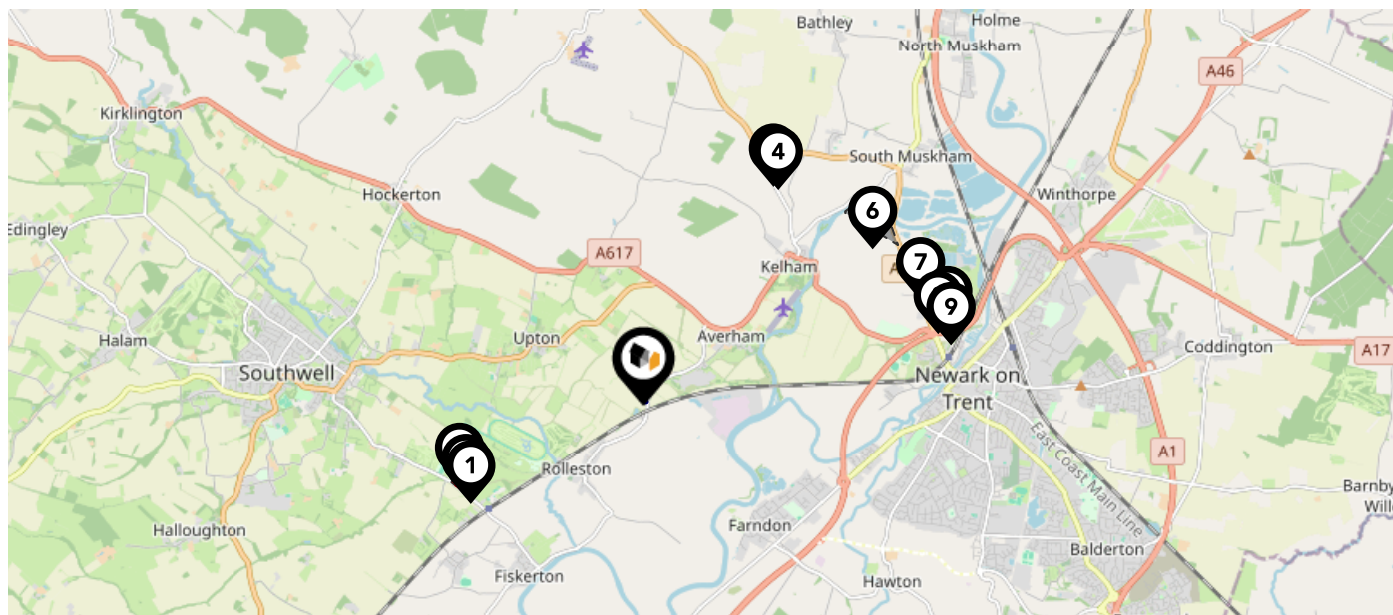 Bathley
Holme
North Muskham
A46
Kirklington
4
South Muskham
Hockerton
Winthorpe
6
Edingley
A617
7
Kelham
9
Halam
Upton
Averham
Coddington
A17
Southwell
Newark on
Trent
East Coast Main Line
1
Rolleston
A1
Barnby
Halloughton
Farndon
Balderton
Fiskerton
Hawton